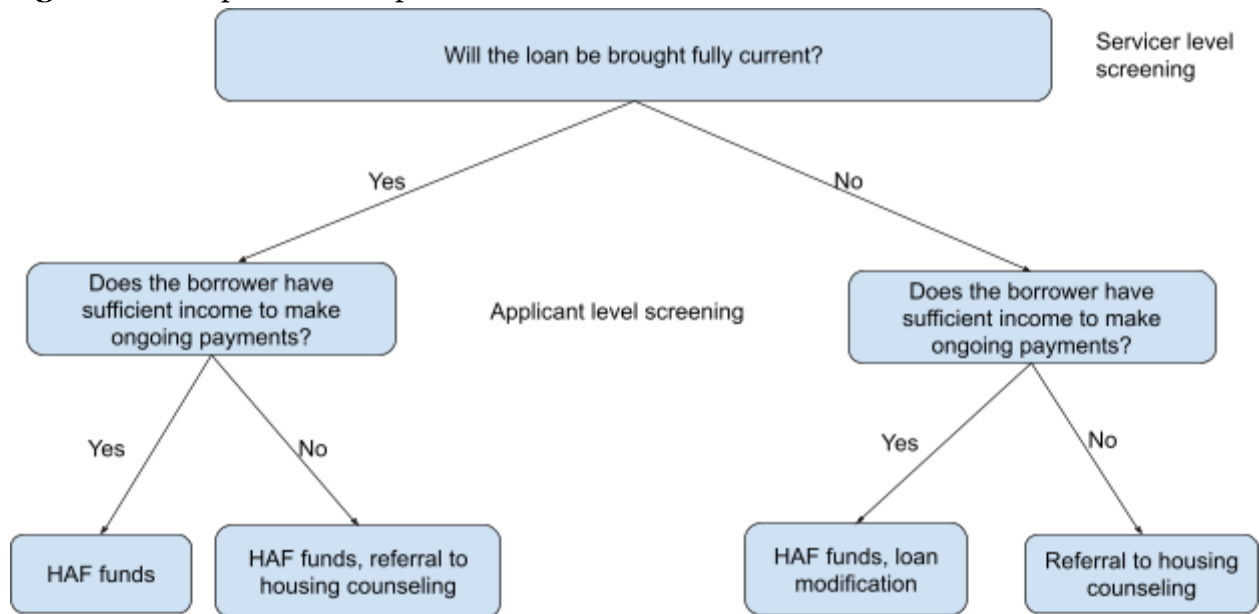 Will the loan be brought fully current?
Servicer level
screening
Yes
No
Does the borrower have
sufficient income to make
ongoing payments?
Applicant level screening
Does the borrower have
sufficient income to make
ongoing payments?
Yes
No
Yes
No
HAF funds
HAF funds, referral to
housing counseling
HAF funds, loan
modification
Referral to housing
counseling